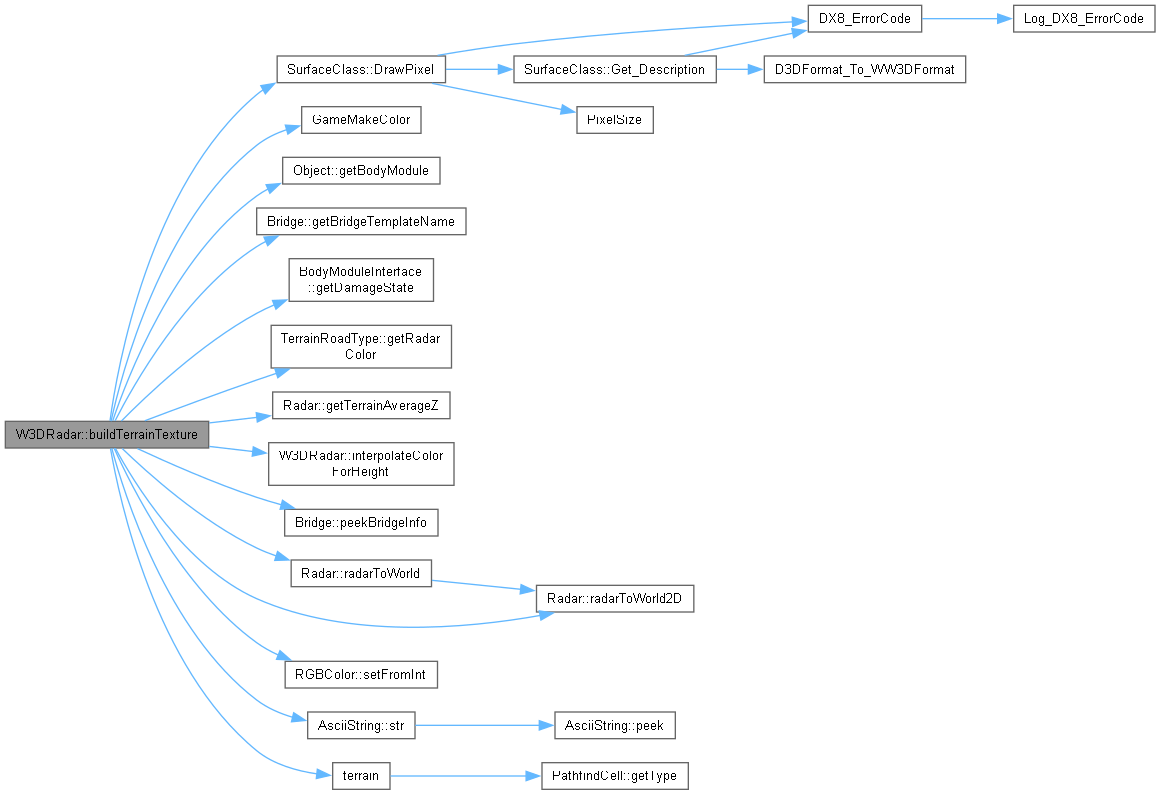 DX8_ErrorCode
Log_DX8_ErrorCode
SurfaceClass::DrawPixel
SurfaceClass::Get_Description
D3DFormat_To_WW3DFormat
GameMakeColor
PixelSize
Object::getBodyModule
Bridge::getBridgeTemplateName
BodyModuleInterface
::getDamageState
TerrainRoadType::getRadar
Color
Radar::getTerrainAverageZ
W3DRadar::buildTerrainTexture
W3DRadar::interpolateColor
ForHeight
Bridge::peekBridgeInfo
Radar::radarToWorld
Radar::radarToWorld2D
RGBColor::setFromInt
AsciiString::str
AsciiString::peek
terrain
PathfindCell::getType